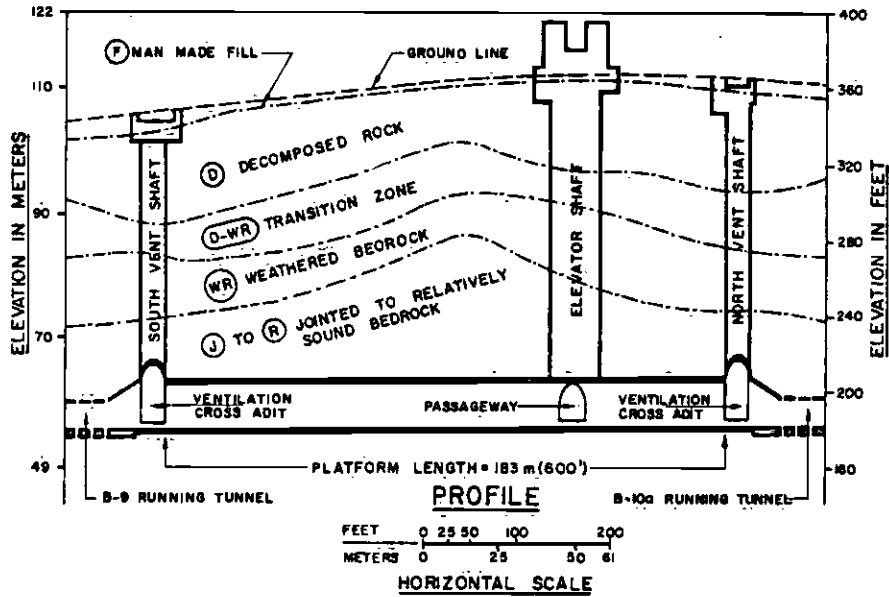 122
110
90
70
49
ELEVATION IN METERS
400
360
320
280
240
200
160
ELEVATION IN FEET
Ⓕ MAN MADE FILL
GROUND LINE
Ⓓ DECOMPOSED ROCK
D-WR TRANSITION ZONE
WR WEATHERED BEDROCK
Ⓙ TO Ⓡ JOINTED TO RELATIVELY
SOUND BEDROCK
SOUTH VENT SHAFT
ELEVATOR SHAFT
NORTH VENT SHAFT
VENTILATION
CROSS ADIT
PASSAGEWAY
VENTILATION
CROSS ADIT
PLATFORM LENGTH = 183 m (600')
B-9 RUNNING TUNNEL
B-10a RUNNING TUNNEL
PROFILE
FEET 0 25 50 100 200
METERS 0 25 50 61
HORIZONTAL SCALE